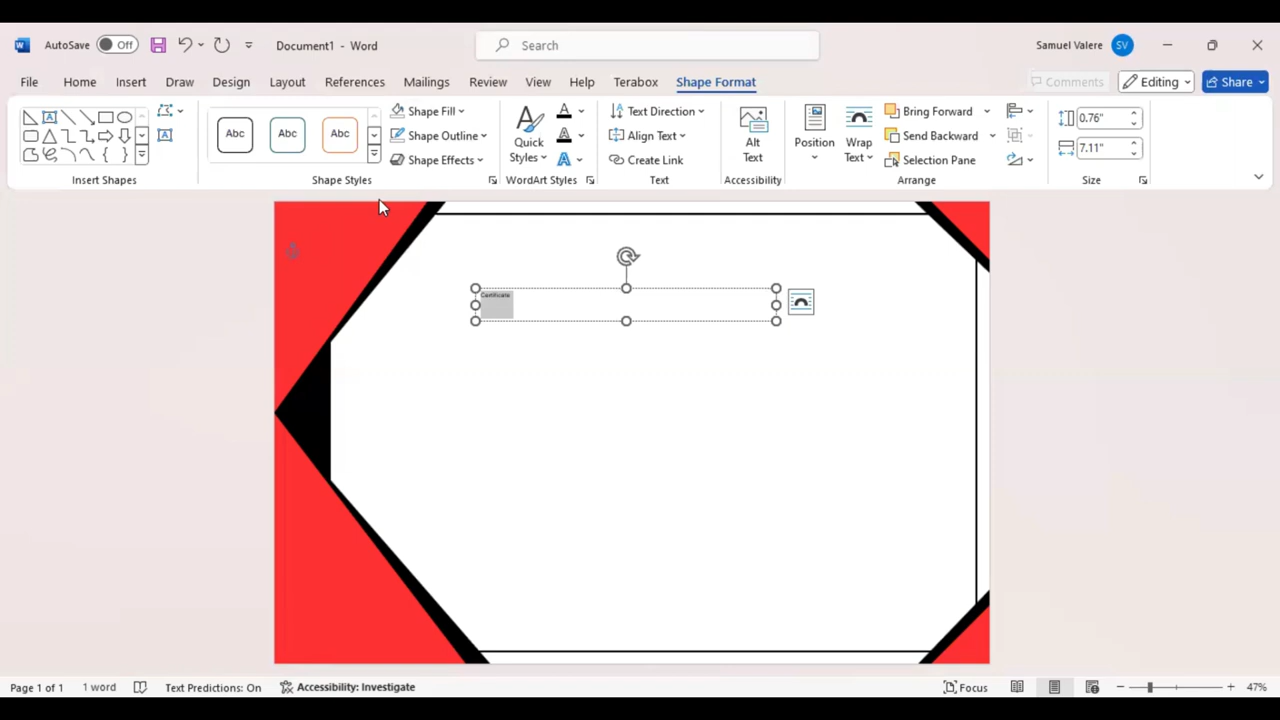 AutoSave Off Document1 - Word Search Samuel Valere SV
File Home Insert Draw Design Layout References Mailings Review View Help Terabox Shape Format Comments Editing Share
Abc Abc Abc
Shape Fill
Shape Outline
Shape Effects
Quick Styles
Text Direction
Align Text
Create Link
Alt Text
Position
Wrap Text
Bring Forward
Send Backward
Selection Pane
0.76"
7.11"
Insert Shapes Shape Styles WordArt Styles Text Accessibility Arrange Size
Certificate
Page 1 of 1 1 word Text Predictions: On Accessibility: Investigate Focus 47%